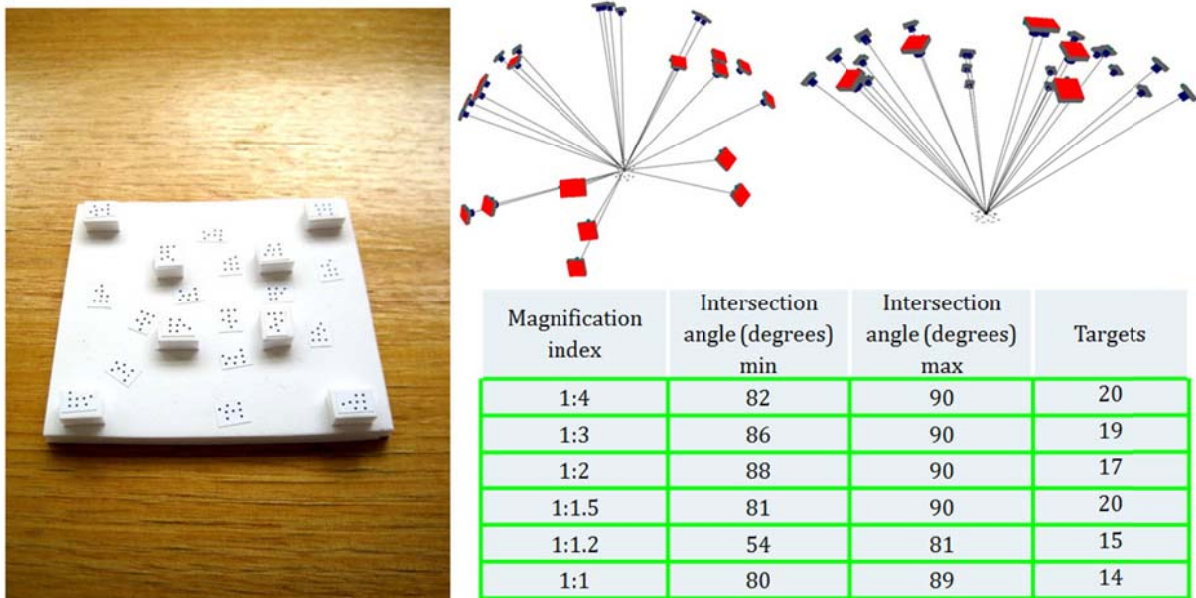 Magnification index
Intersection angle (degrees) min
Intersection angle (degrees) max
Targets
1:4 82 90 20
1:3 86 90 19
1:2 88 90 17
1:1.5 81 90 20
1:1.2 54 81 15
1:1 80 89 14